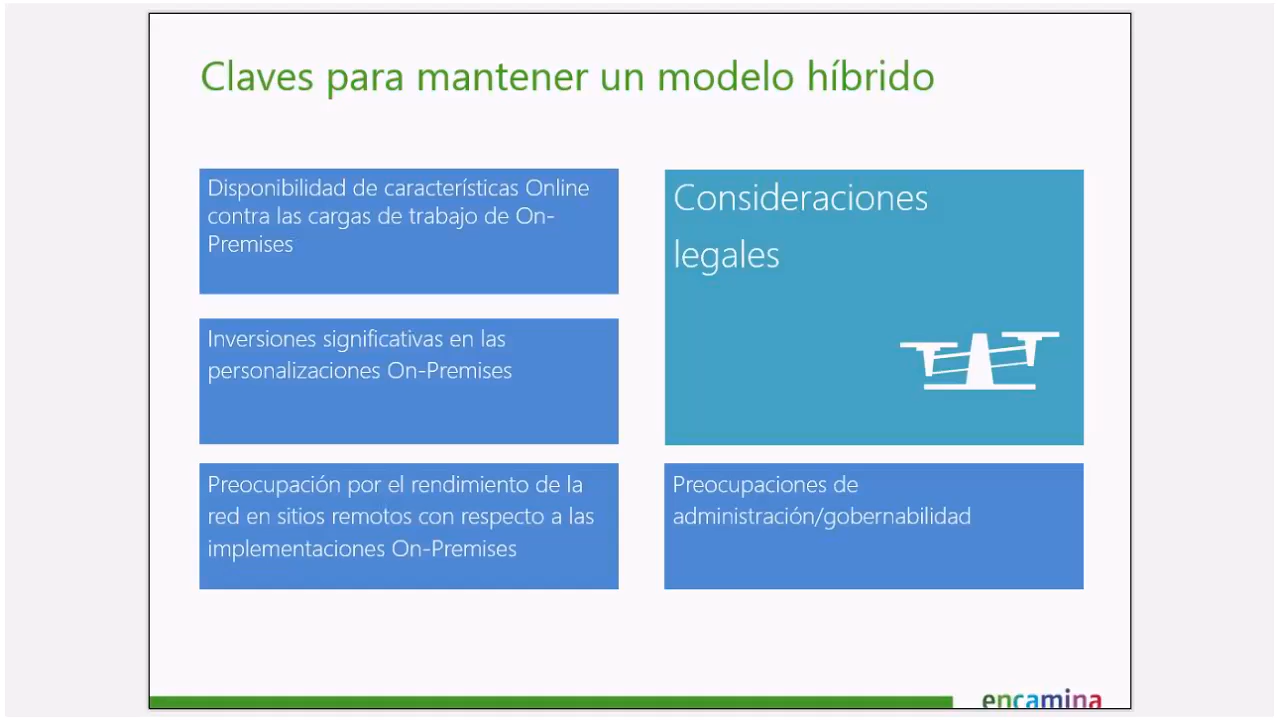 Claves para mantener un modelo híbrido
Disponibilidad de características Online
contra las cargas de trabajo de On-
Premises
Consideraciones
legales
Inversiones significativas en las
personalizaciones On-Premises
Preocupación por el rendimiento de la
red en sitios remotos con respecto a las
implementaciones On-Premises
Preocupaciones de
administración/gobernabilidad
encamina